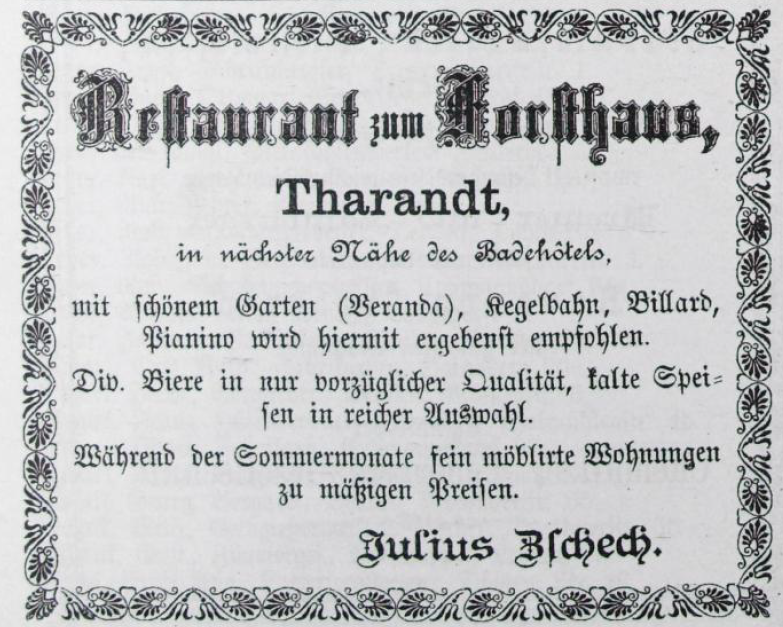 Restaurant zum Forsthaus,
Tharandt,
in nächster Nähe des Badehôtels,
mit schönem Garten (Veranda), Kegelbahn, Billard,
Pianino wird hiermit ergebenst empfohlen.
Div. Biere in nur vorzüglicher Qualität, kalte Spei-
sen in reicher Auswahl.
Während der Sommermonate fein möblirte Wohnungen
zu mäßigen Preisen.
Julius Zschech.